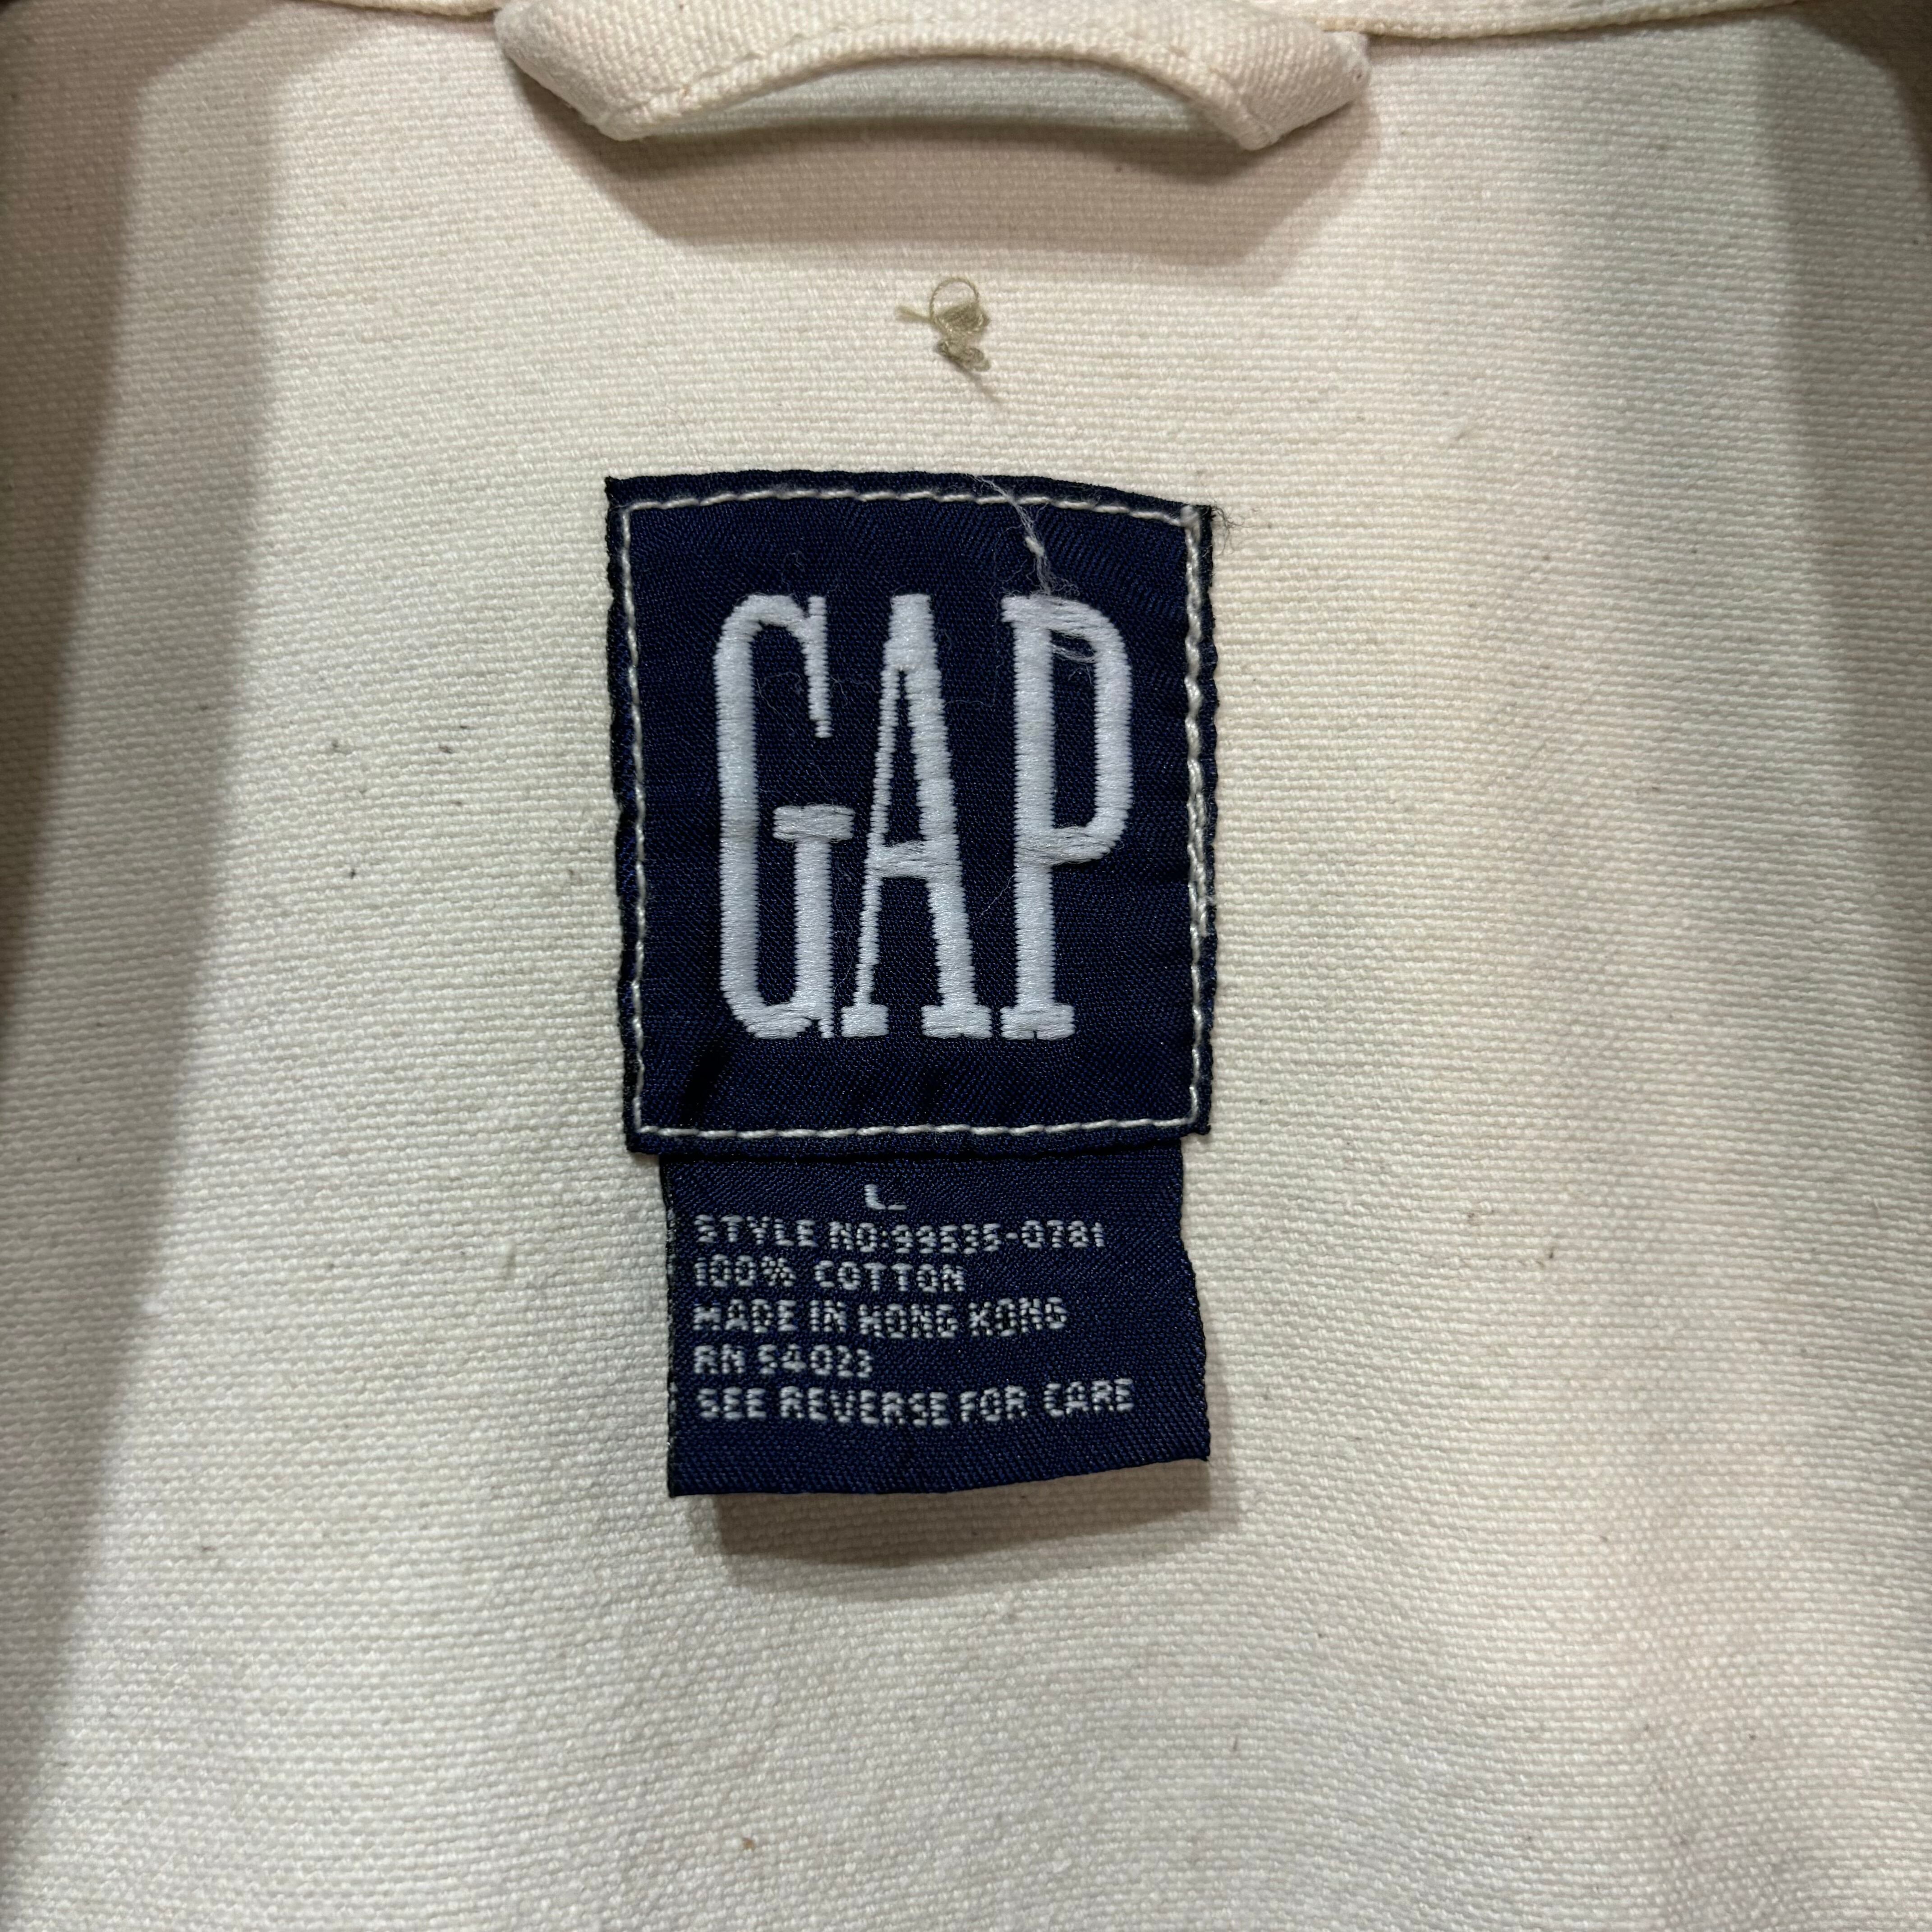 GAP
L
STYLE NO:99535-0781
100% COTTON
MADE IN HONG KONG
RN 54023
SEE REVERSE FOR CARE